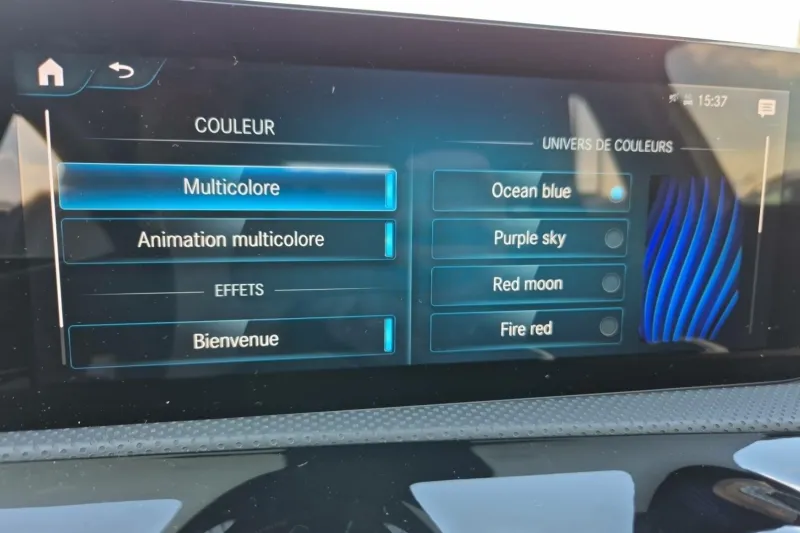 15:37
COULEUR
Multicolore
Animation multicolore
EFFETS
Bienvenue
UNIVERS DE COULEURS
Ocean blue
Purple sky
Red moon
Fire red